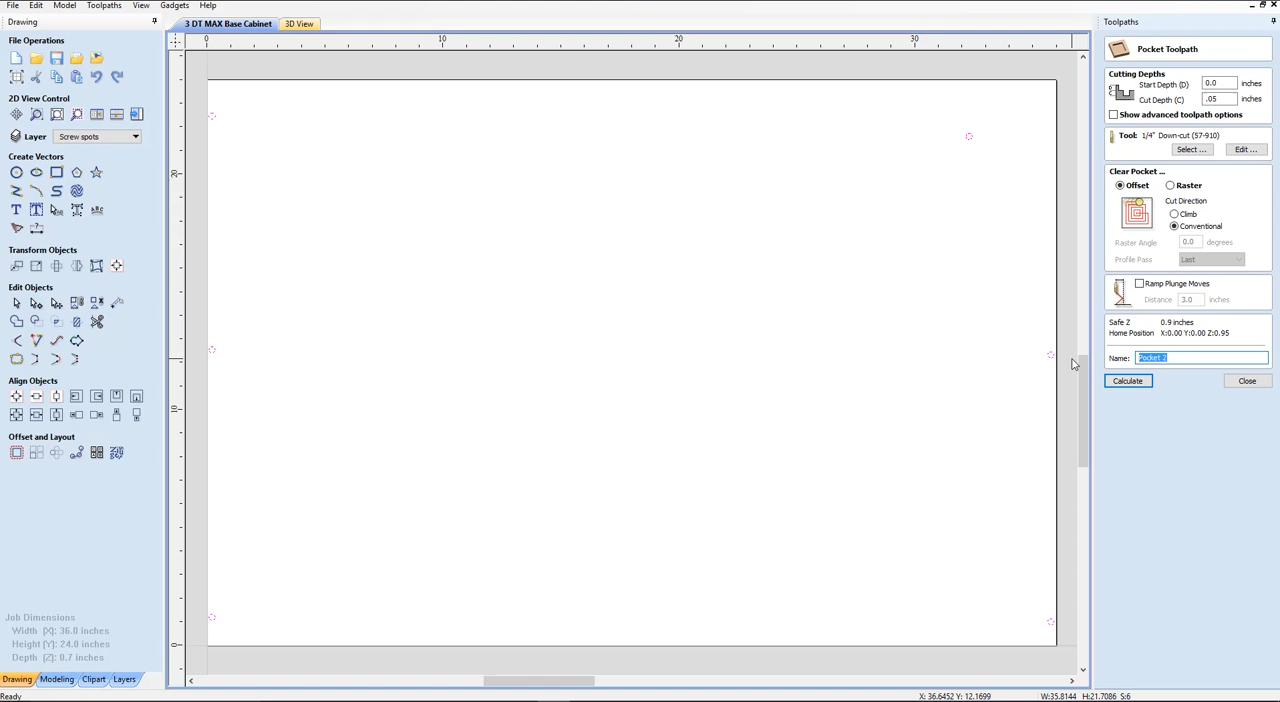 File Edit Model Toolpaths View Gadgets Help
Drawing
3 DT MAX Base Cabinet
3D View
Toolpaths
File Operations
2D View Control
Layer Screw spots
Create Vectors
Transform Objects
Edit Objects
Align Objects
Offset and Layout
Job Dimensions
Width (X): 36.0 inches
Height (Y): 24.0 inches
Depth (Z): 0.7 inches
Drawing Modeling Clipart Layers
Ready
0 10 20 30
20
10
0
Pocket Toolpath
Cutting Depths
Start Depth (D) 0.0 inches
Cut Depth (C) .05 inches
Show advanced toolpath options
Tool: 1/4" Down-cut (57-910)
Select ... Edit ...
Clear Pocket ...
Offset Raster
Cut Direction
Climb
Conventional
Raster Angle 0.0 degrees
Profile Pass Last
Ramp Plunge Moves
Distance 3.0 inches
Safe Z 0.9 inches
Home Position X:0.00 Y:0.00 Z:0.95
Name: Pocket 2
Calculate Close
X: 36.6452 Y: 12.1699 W:35.8144 H:21.7086 S:6